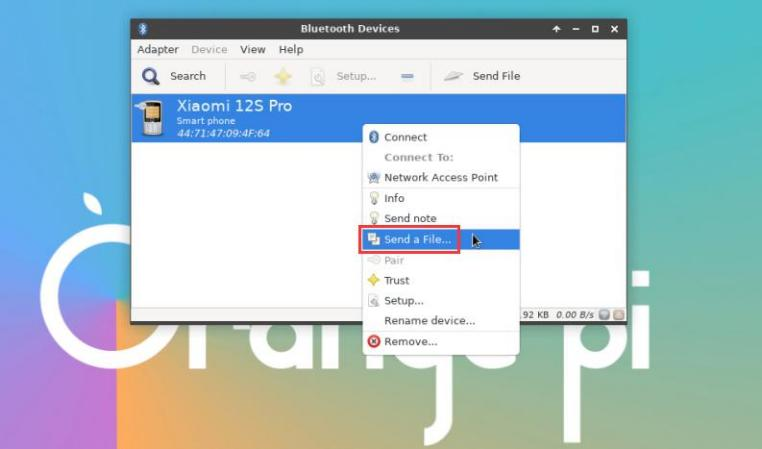 Bluetooth Devices
Adapter Device View Help
Search Setup... Send File
Xiaomi 12S Pro
Smart phone
44:71:47:09:4F:64
Connect
Connect To:
Network Access Point
Info
Send note
Send a File...
Pair
Trust
Setup...
Rename device...
Remove...
.92 KB 0.00 B/s
Orange pi